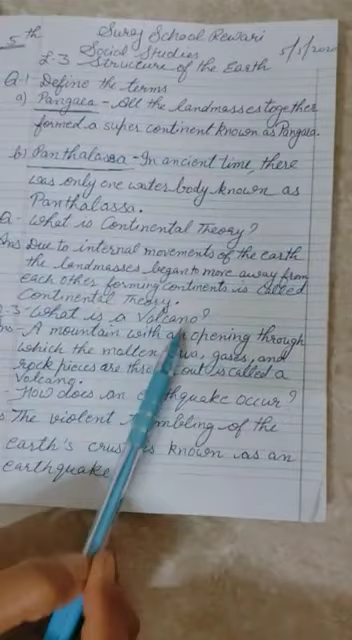 5th Suraj School Rewari 5/1/202
Social Studies
L-3 Structure of the Earth
Q-1 Define the terms
a) Pangaea - All the landmasses together
formed a super continent known as Pangaea.
b) Panthalassa - In ancient time, there
was only one water body known as
Panthalassa.
Q- What is Continental Theory?
Ans Due to internal movements of the earth
the landmasses began to move away from
each other forming continents is called
Continental Theory.
-3- What is a Volcano?
- A mountain with an opening through
which the molten gases, and
rock pieces are out is called a
Volcano.
- How does an occur?
The violent of the
earth's is known as an
earthquake